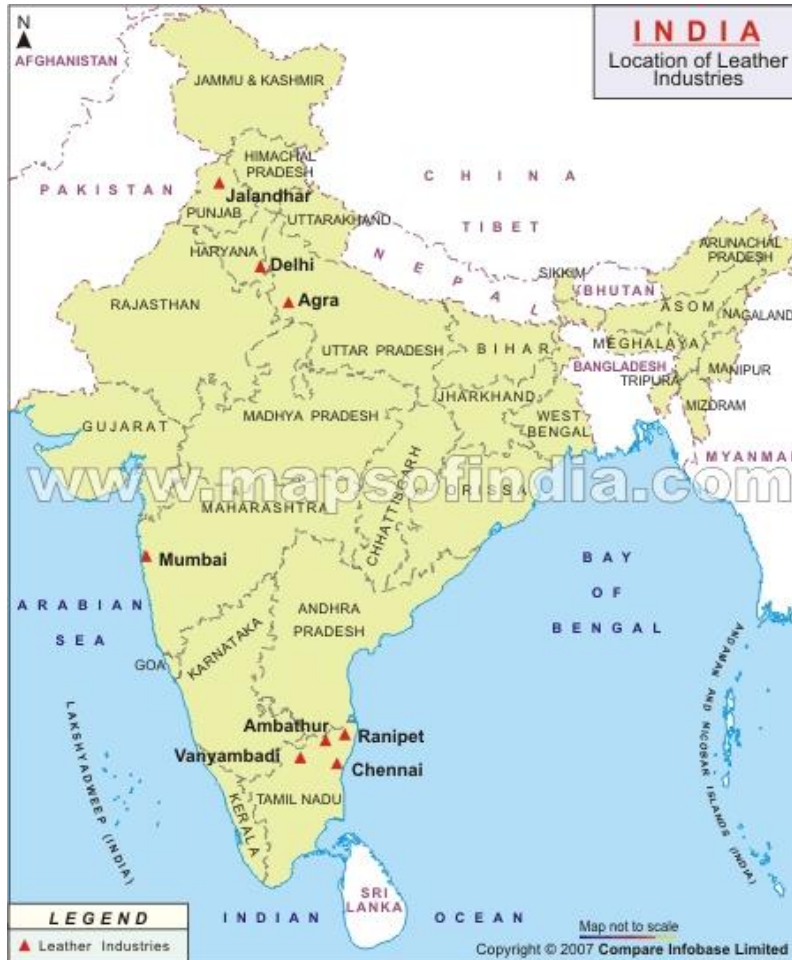 N
INDIA
Location of Leather
Industries
AFGHANISTAN
JAMMU & KASHMIR
HIMACHAL
PRADESH
CHINA
PAKISTAN
Jalandhar
PUNJAB
UTTARAKHAND
TIBET
HARYANA
Delhi
NEPAL
ARUNACHAL
PRADESH
SIKKIM
BHUTAN
RAJASTHAN
Agra
ASOM
NAGALAND
UTTAR PRADESH
BIHAR
MEGHALAYA
BANGLADESH
MANIPUR
TRIPURA
JHARKHAND
MIZORAM
GUJARAT
MADHYA PRADESH
WEST
BENGAL
MYANMAR
www.mapsofindia.com
CHHATTISGARH
ORISSA
MAHARASHTRA
Mumbai
BAY
OF
BENGAL
ARABIAN
SEA
ANDHRA
PRADESH
KARNATAKA
GOA
ANDAMAN AND NICOBAR ISLANDS (INDIA)
LAKSHYADWEEP (INDIA)
Ambathur
Ranipet
Vanyambadi
Chennai
TAMIL NADU
KERALA
SRI
LANKA
LEGEND
Leather Industries
INDIAN OCEAN
Map not to scale
Copyright © 2007 Compare Infobase Limited